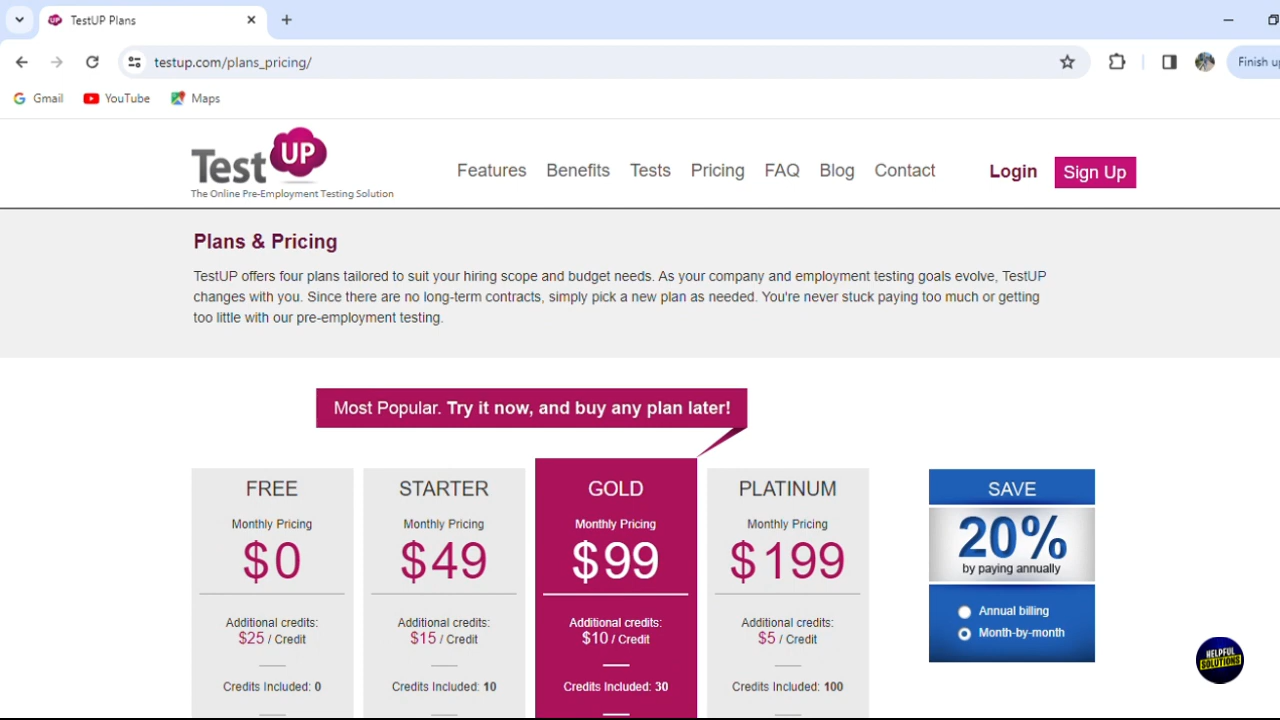 TestUP Plans
testup.com/plans_pricing/
Finish u
Gmail
YouTube
Maps
Test UP
The Online Pre-Employment Testing Solution
Features
Benefits
Tests
Pricing
FAQ
Blog
Contact
Login
Sign Up
Plans & Pricing
TestUP offers four plans tailored to suit your hiring scope and budget needs. As your company and employment testing goals evolve, TestUP
changes with you. Since there are no long-term contracts, simply pick a new plan as needed. You're never stuck paying too much or getting
too little with our pre-employment testing.
Most Popular. Try it now, and buy any plan later!
FREE
Monthly Pricing
$0
Additional credits:
$25 / Credit
Credits Included: 0
STARTER
Monthly Pricing
$49
Additional credits:
$15 / Credit
Credits Included: 10
GOLD
Monthly Pricing
$99
Additional credits:
$10 / Credit
Credits Included: 30
PLATINUM
Monthly Pricing
$199
Additional credits:
$5 / Credit
Credits Included: 100
SAVE
20%
by paying annually
Annual billing
Month-by-month
HELPFUL
SOLUTIONS